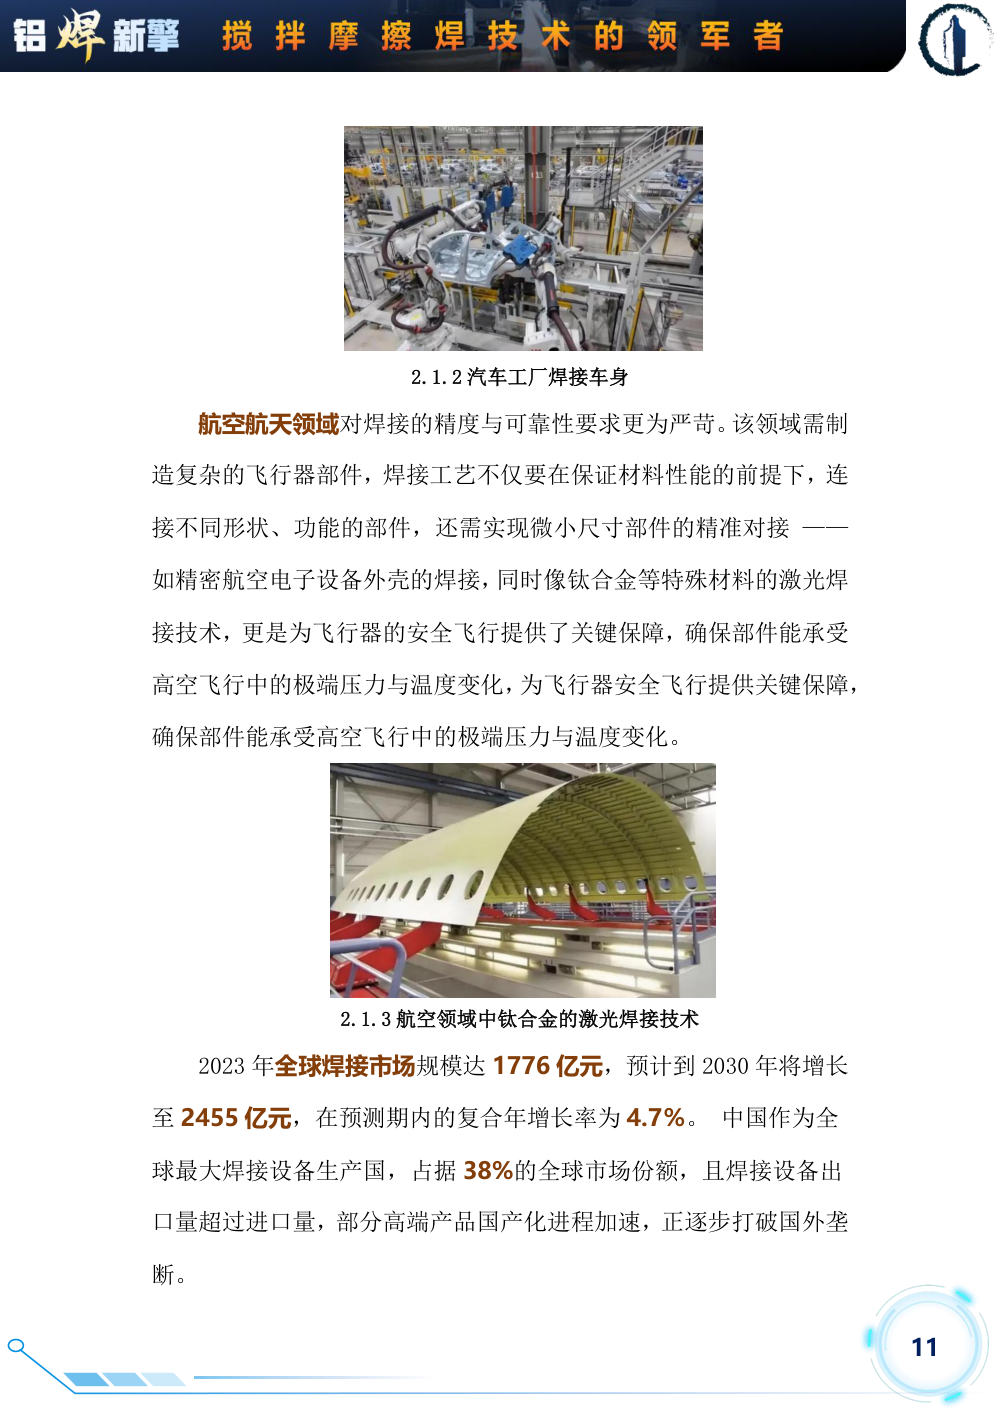 铝焊新擎 搅拌摩擦焊技术的领军者
2.1.2 汽车工厂焊接车身
航空航天领域对焊接的精度与可靠性要求更为严苛。该领域需制
造复杂的飞行器部件，焊接工艺不仅要在保证材料性能的前提下，连
接不同形状、功能的部件，还需实现微小尺寸部件的精准对接 ——
如精密航空电子设备外壳的焊接，同时像钛合金等特殊材料的激光焊
接技术，更是为飞行器的安全飞行提供了关键保障，确保部件能承受
高空飞行中的极端压力与温度变化，为飞行器安全飞行提供关键保障，
确保部件能承受高空飞行中的极端压力与温度变化。
2.1.3 航空领域中钛合金的激光焊接技术
2023 年全球焊接市场规模达 1776 亿元，预计到 2030 年将增长
至 2455 亿元，在预测期内的复合年增长率为 4.7%。 中国作为全
球最大焊接设备生产国，占据 38%的全球市场份额，且焊接设备出
口量超过进口量，部分高端产品国产化进程加速，正逐步打破国外垄
断。
11